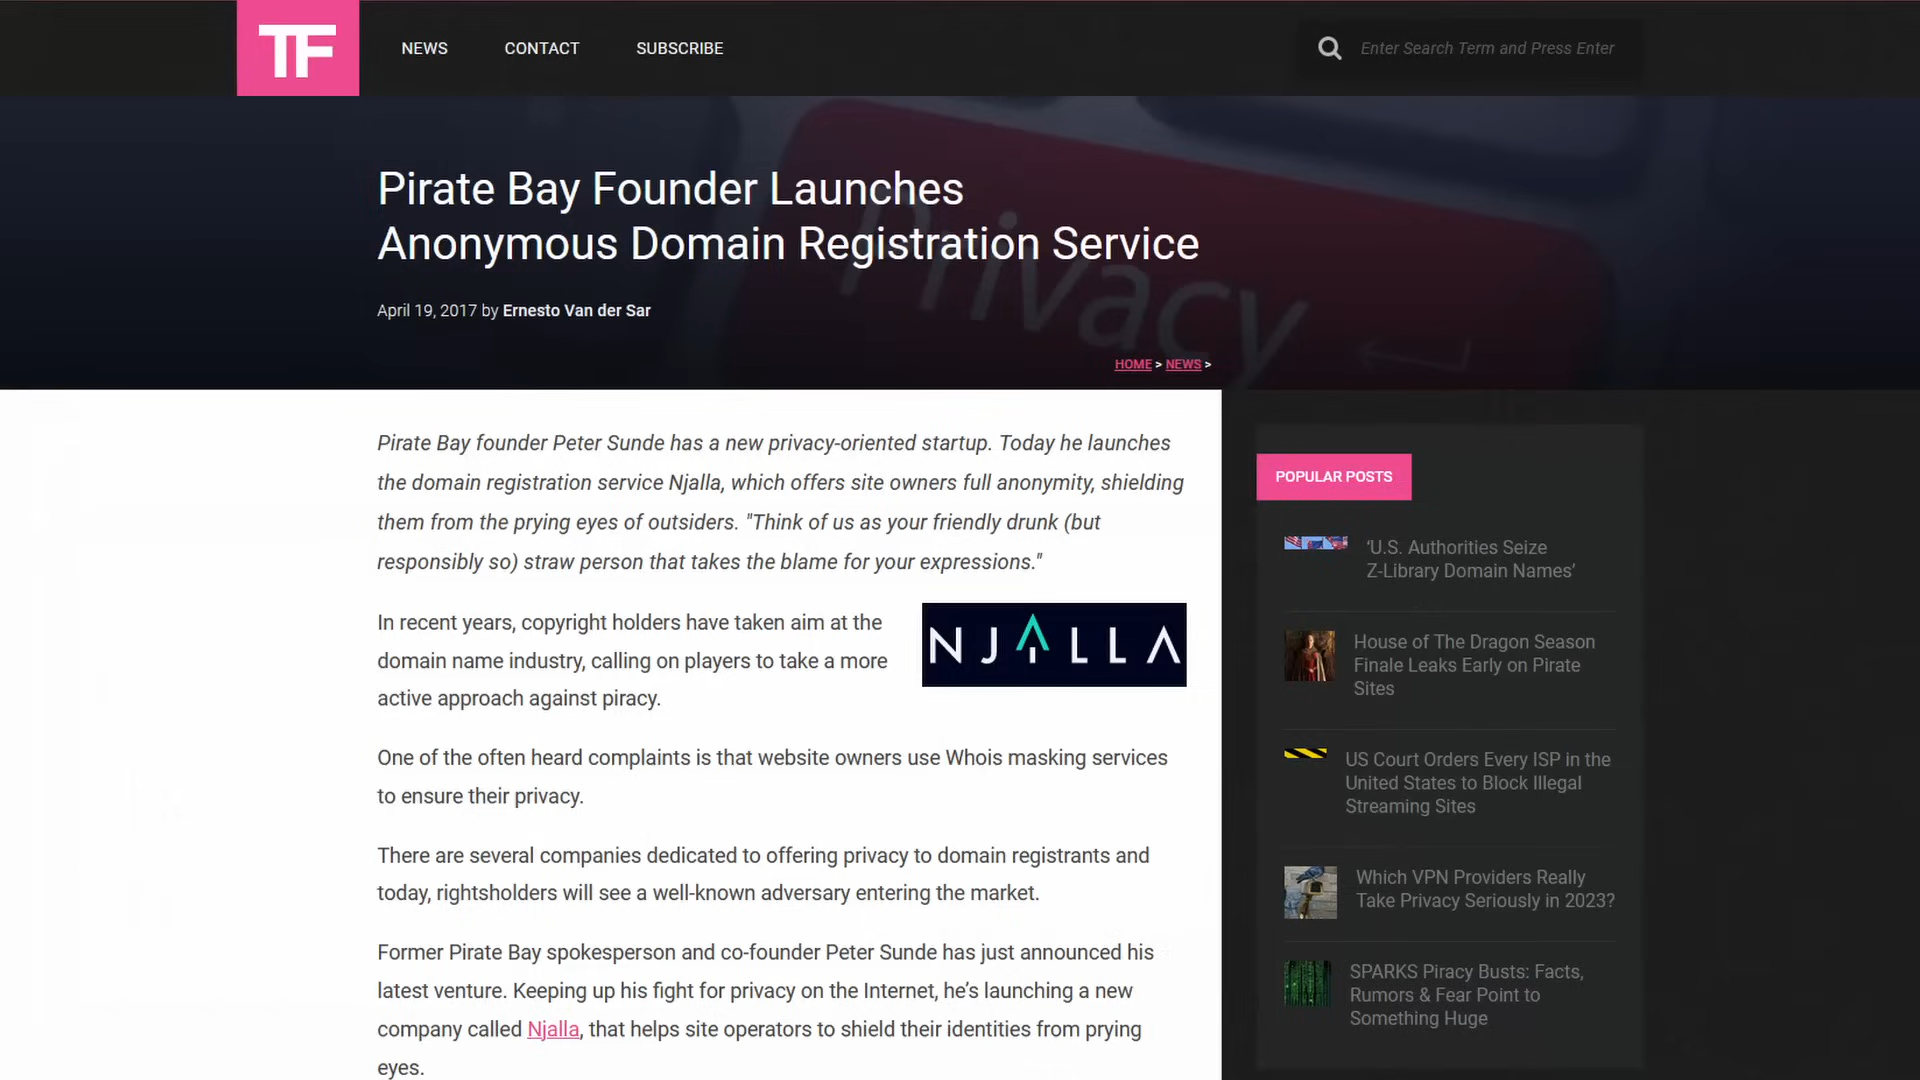 TF
NEWS
CONTACT
SUBSCRIBE
Enter Search Term and Press Enter
Privacy
Pirate Bay Founder Launches
Anonymous Domain Registration Service
April 19, 2017 by Ernesto Van der Sar
HOME > NEWS >
Pirate Bay founder Peter Sunde has a new privacy-oriented startup. Today he launches
the domain registration service Njalla, which offers site owners full anonymity, shielding
them from the prying eyes of outsiders. "Think of us as your friendly drunk (but
responsibly so) straw person that takes the blame for your expressions."
In recent years, copyright holders have taken aim at the
domain name industry, calling on players to take a more
active approach against piracy.
NJALLA
One of the often heard complaints is that website owners use Whois masking services
to ensure their privacy.
There are several companies dedicated to offering privacy to domain registrants and
today, rightsholders will see a well-known adversary entering the market.
Former Pirate Bay spokesperson and co-founder Peter Sunde has just announced his
latest venture. Keeping up his fight for privacy on the Internet, he’s launching a new
company called Njalla, that helps site operators to shield their identities from prying
eyes.
POPULAR POSTS
‘U.S. Authorities Seize
Z-Library Domain Names’
House of The Dragon Season
Finale Leaks Early on Pirate
Sites
US Court Orders Every ISP in the
United States to Block Illegal
Streaming Sites
Which VPN Providers Really
Take Privacy Seriously in 2023?
SPARKS Piracy Busts: Facts,
Rumors & Fear Point to
Something Huge